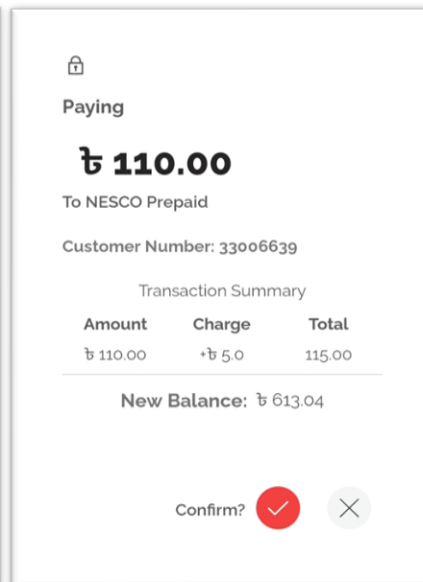 Paying
৳ 110.00
To NESCO Prepaid
Customer Number: 33006639
Transaction Summary
Amount Charge Total
৳ 110.00 +৳ 5.0 115.00
New Balance: ৳ 613.04
Confirm?